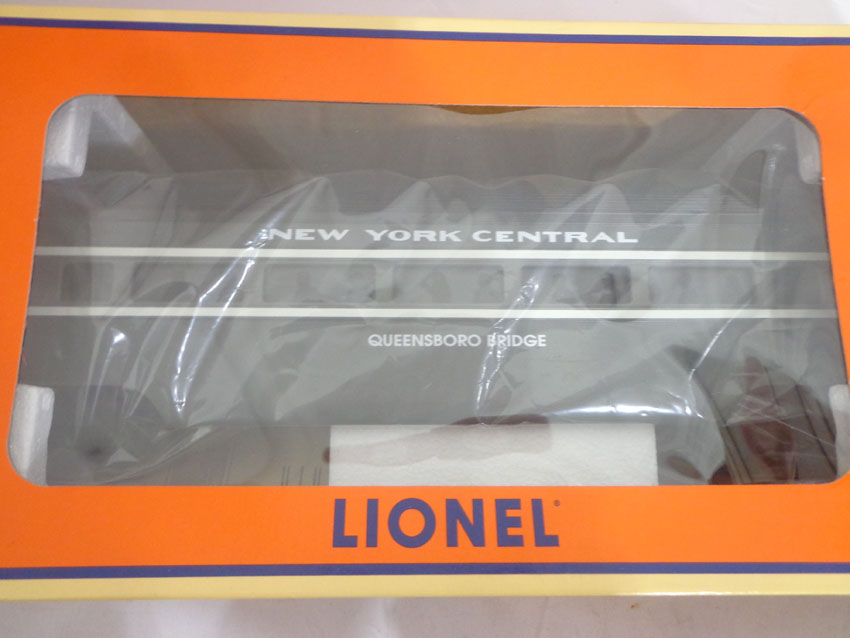 NEW YORK CENTRAL
QUEENSBORO BRIDGE
LIONEL®